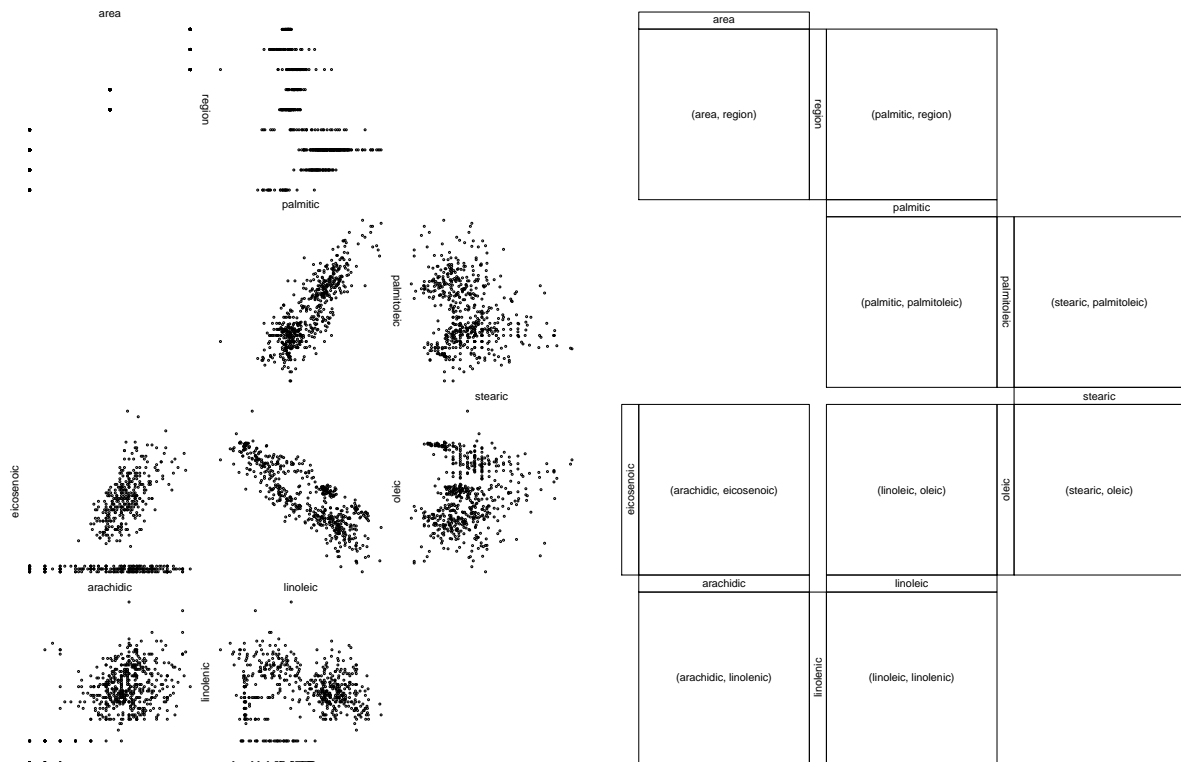 area
region
palmitic
palmitoleic
stearic
eicosenoic
oleic
arachidic
linoleic
linolenic
area
(area, region)
region
(palmitic, region)
palmitic
(palmitic, palmitoleic)
palmitoleic
(stearic, palmitoleic)
stearic
eicosenoic
(arachidic, eicosenoic)
(linoleic, oleic)
oleic
(stearic, oleic)
arachidic
linoleic
(arachidic, linolenic)
linolenic
(linoleic, linolenic)